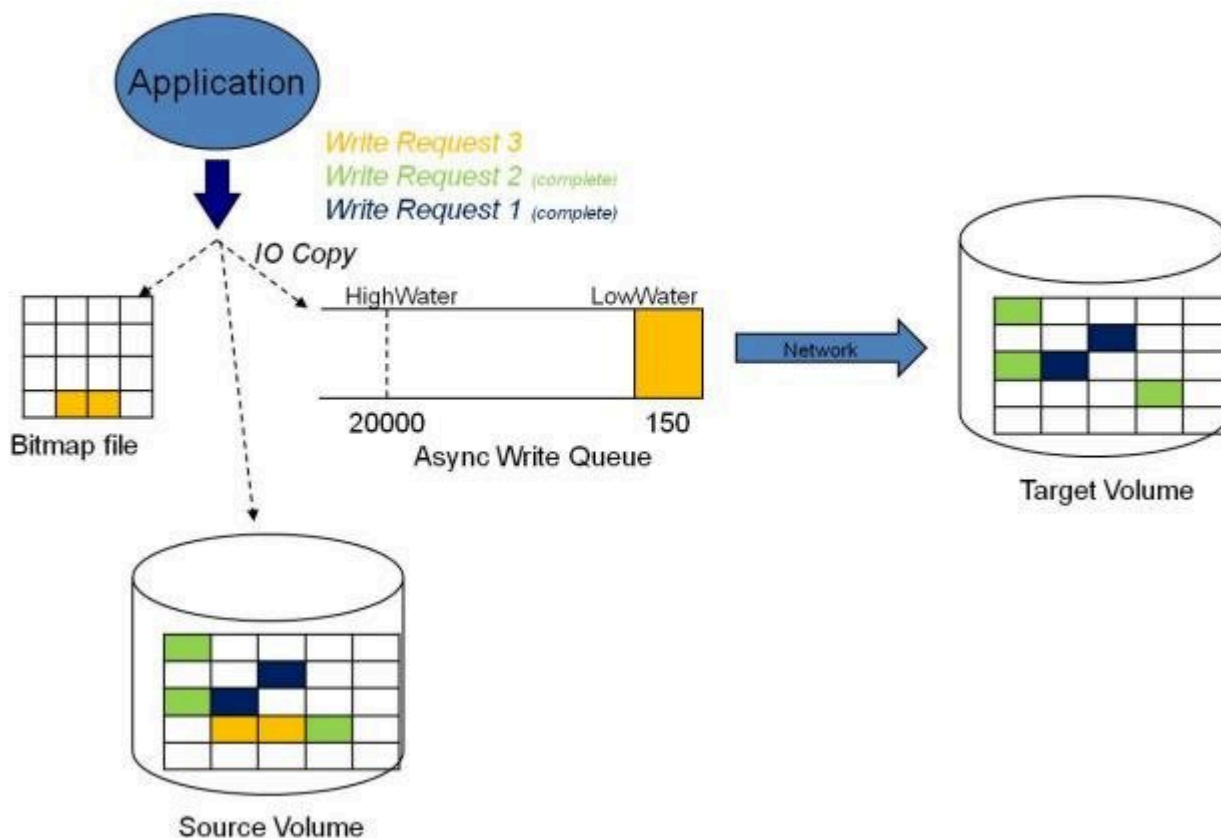 Application
Write Request 3
Write Request 2 (complete)
Write Request 1 (complete)
IO Copy
HighWater
LowWater
Network
20000
150
Bitmap file
Async Write Queue
Target Volume
Source Volume